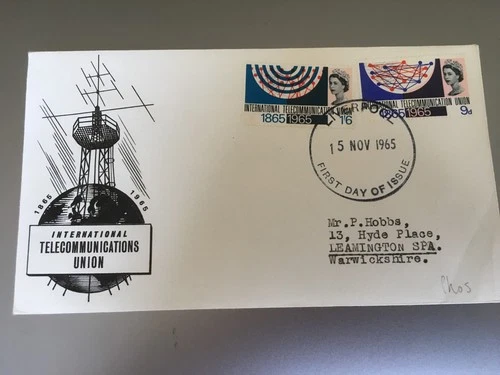 INTERNATIONAL TELECOMMUNICATION UNION
1865 1965 1/6
INTERNATIONAL TELECOMMUNICATION UNION
1865 1965 9d
LIVERPOOL
15 NOV 1965
FIRST DAY OF ISSUE
1865 1965
INTERNATIONAL
TELECOMMUNICATIONS
UNION
Mr.P.Hobbs,
13, Hyde Place,
LEAMINGTON SPA.
Warwickshire.